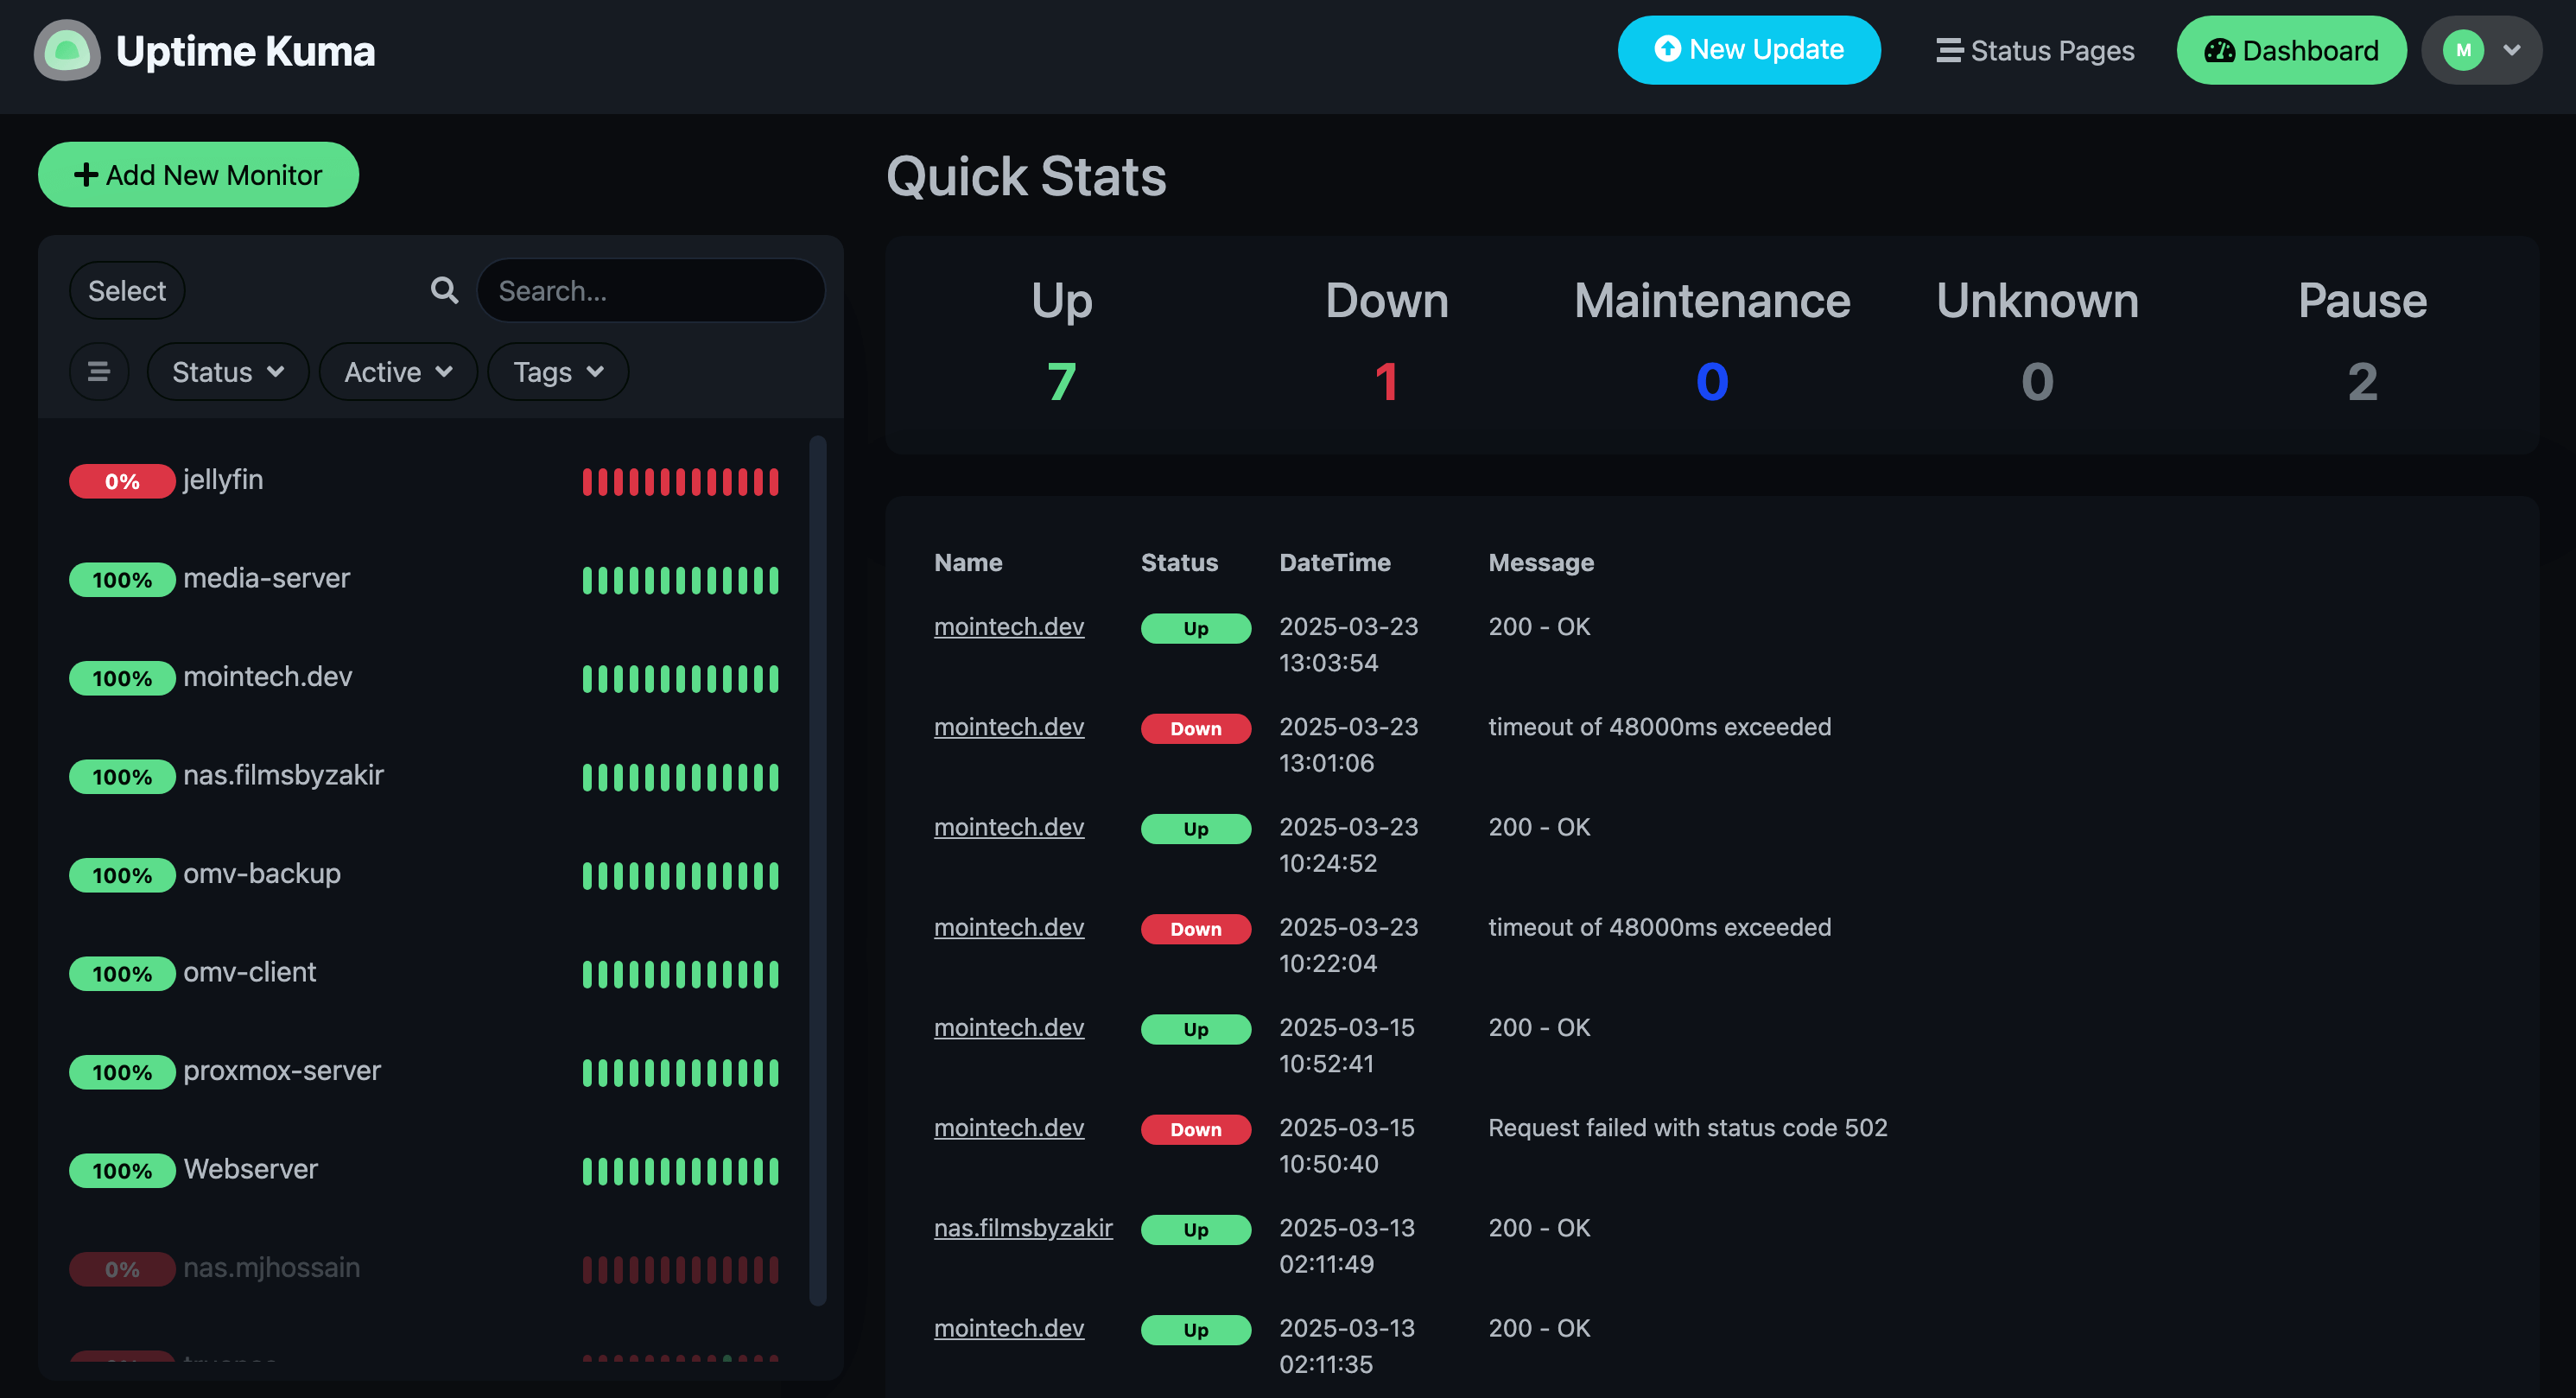 Uptime Kuma
New Update
Status Pages
Dashboard
M
Add New Monitor
Select
Search...
Status
Active
Tags
0% jellyfin
100% media-server
100% mointech.dev
100% nas.filmsbyzakir
100% omv-backup
100% omv-client
100% proxmox-server
100% Webserver
0% nas.mjhossain
Quick Stats
Up Down Maintenance Unknown Pause
7 1 0 0 2
Name Status DateTime Message
mointech.dev Up 2025-03-23 200 - OK
13:03:54
mointech.dev Down 2025-03-23 timeout of 48000ms exceeded
13:01:06
mointech.dev Up 2025-03-23 200 - OK
10:24:52
mointech.dev Down 2025-03-23 timeout of 48000ms exceeded
10:22:04
mointech.dev Up 2025-03-15 200 - OK
10:52:41
mointech.dev Down 2025-03-15 Request failed with status code 502
10:50:40
nas.filmsbyzakir Up 2025-03-13 200 - OK
02:11:49
mointech.dev Up 2025-03-13 200 - OK
02:11:35